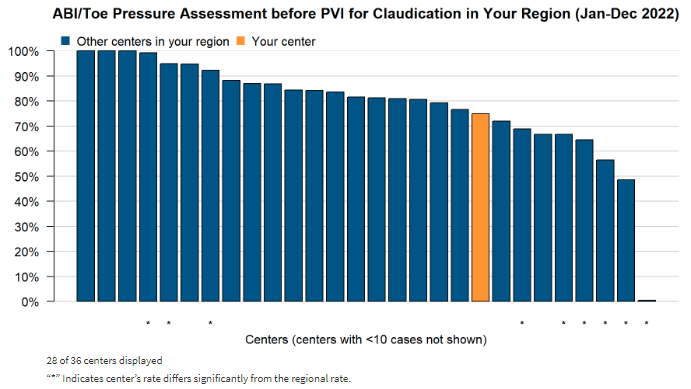 ABI/Toe Pressure Assessment before PVI for Claudication in Your Region (Jan-Dec 2022)
Other centers in your region Your center
100%
90%
80%
70%
60%
50%
40%
30%
20%
10%
0%
* * * * * * * * *
Centers (centers with <10 cases not shown)
28 of 36 centers displayed
“*” Indicates center’s rate differs significantly from the regional rate.